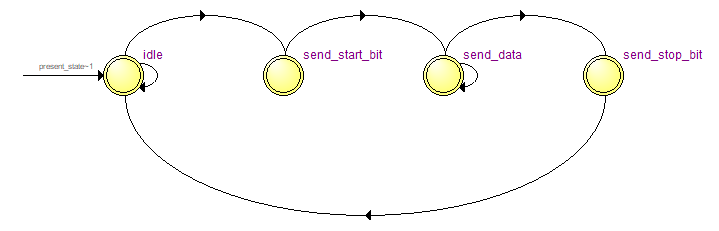 idle
send_start_bit
send_data
send_stop_bit
present_state~1